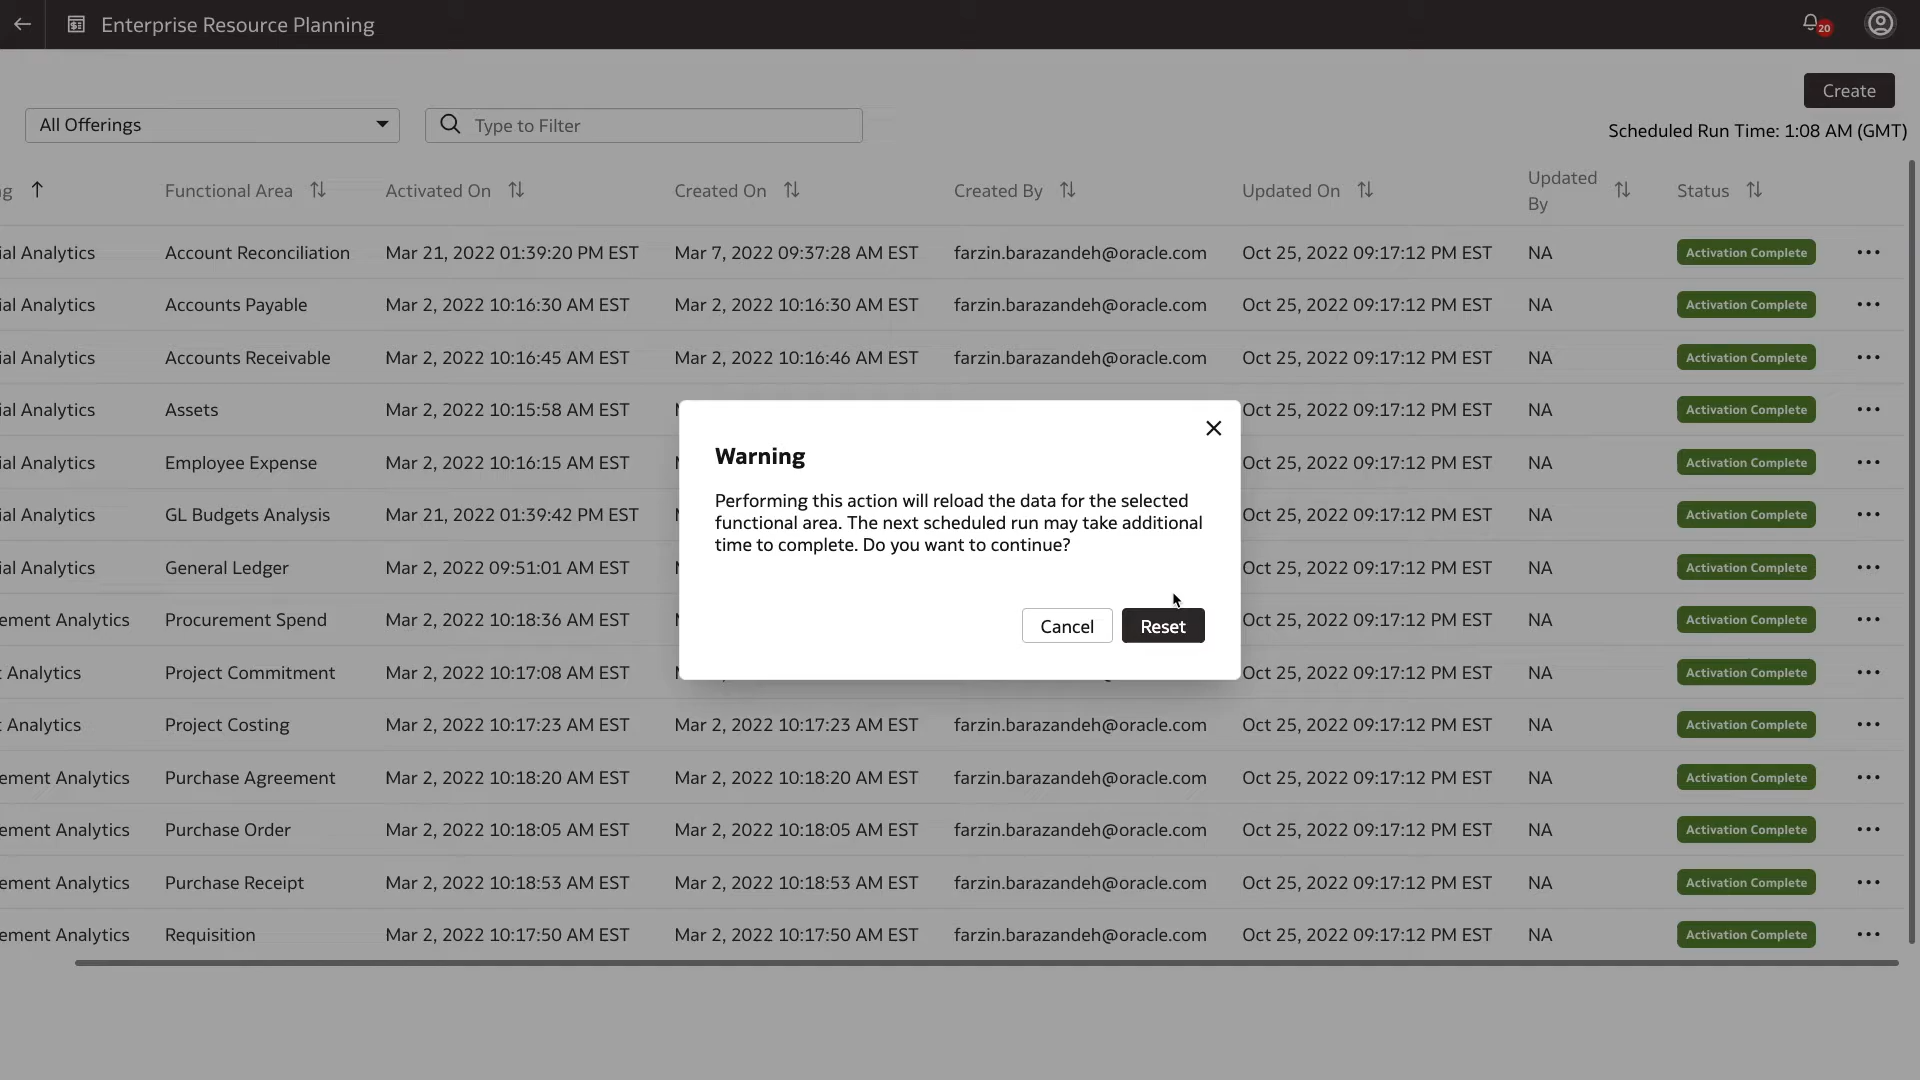 Enterprise Resource Planning
20
Create
All Offerings
Type to Filter
Scheduled Run Time: 1:08 AM (GMT)
g Functional Area Activated On Created On Created By Updated On Updated By Status
ial Analytics Account Reconciliation Mar 21, 2022 01:39:20 PM EST Mar 7, 2022 09:37:28 AM EST farzin.barazandeh@oracle.com Oct 25, 2022 09:17:12 PM EST NA Activation Complete
ial Analytics Accounts Payable Mar 2, 2022 10:16:30 AM EST Mar 2, 2022 10:16:30 AM EST farzin.barazandeh@oracle.com Oct 25, 2022 09:17:12 PM EST NA Activation Complete
ial Analytics Accounts Receivable Mar 2, 2022 10:16:45 AM EST Mar 2, 2022 10:16:46 AM EST farzin.barazandeh@oracle.com Oct 25, 2022 09:17:12 PM EST NA Activation Complete
ial Analytics Assets Mar 2, 2022 10:15:58 AM EST Oct 25, 2022 09:17:12 PM EST NA Activation Complete
ial Analytics Employee Expense Mar 2, 2022 10:16:15 AM EST Oct 25, 2022 09:17:12 PM EST NA Activation Complete
ial Analytics GL Budgets Analysis Mar 21, 2022 01:39:42 PM EST Oct 25, 2022 09:17:12 PM EST NA Activation Complete
ial Analytics General Ledger Mar 2, 2022 09:51:01 AM EST Oct 25, 2022 09:17:12 PM EST NA Activation Complete
ement Analytics Procurement Spend Mar 2, 2022 10:18:36 AM EST Oct 25, 2022 09:17:12 PM EST NA Activation Complete
t Analytics Project Commitment Mar 2, 2022 10:17:08 AM EST Oct 25, 2022 09:17:12 PM EST NA Activation Complete
t Analytics Project Costing Mar 2, 2022 10:17:23 AM EST Mar 2, 2022 10:17:23 AM EST farzin.barazandeh@oracle.com Oct 25, 2022 09:17:12 PM EST NA Activation Complete
ement Analytics Purchase Agreement Mar 2, 2022 10:18:20 AM EST Mar 2, 2022 10:18:20 AM EST farzin.barazandeh@oracle.com Oct 25, 2022 09:17:12 PM EST NA Activation Complete
ement Analytics Purchase Order Mar 2, 2022 10:18:05 AM EST Mar 2, 2022 10:18:05 AM EST farzin.barazandeh@oracle.com Oct 25, 2022 09:17:12 PM EST NA Activation Complete
ement Analytics Purchase Receipt Mar 2, 2022 10:18:53 AM EST Mar 2, 2022 10:18:53 AM EST farzin.barazandeh@oracle.com Oct 25, 2022 09:17:12 PM EST NA Activation Complete
ement Analytics Requisition Mar 2, 2022 10:17:50 AM EST Mar 2, 2022 10:17:50 AM EST farzin.barazandeh@oracle.com Oct 25, 2022 09:17:12 PM EST NA Activation Complete
Warning
Performing this action will reload the data for the selected
functional area. The next scheduled run may take additional
time to complete. Do you want to continue?
Cancel Reset